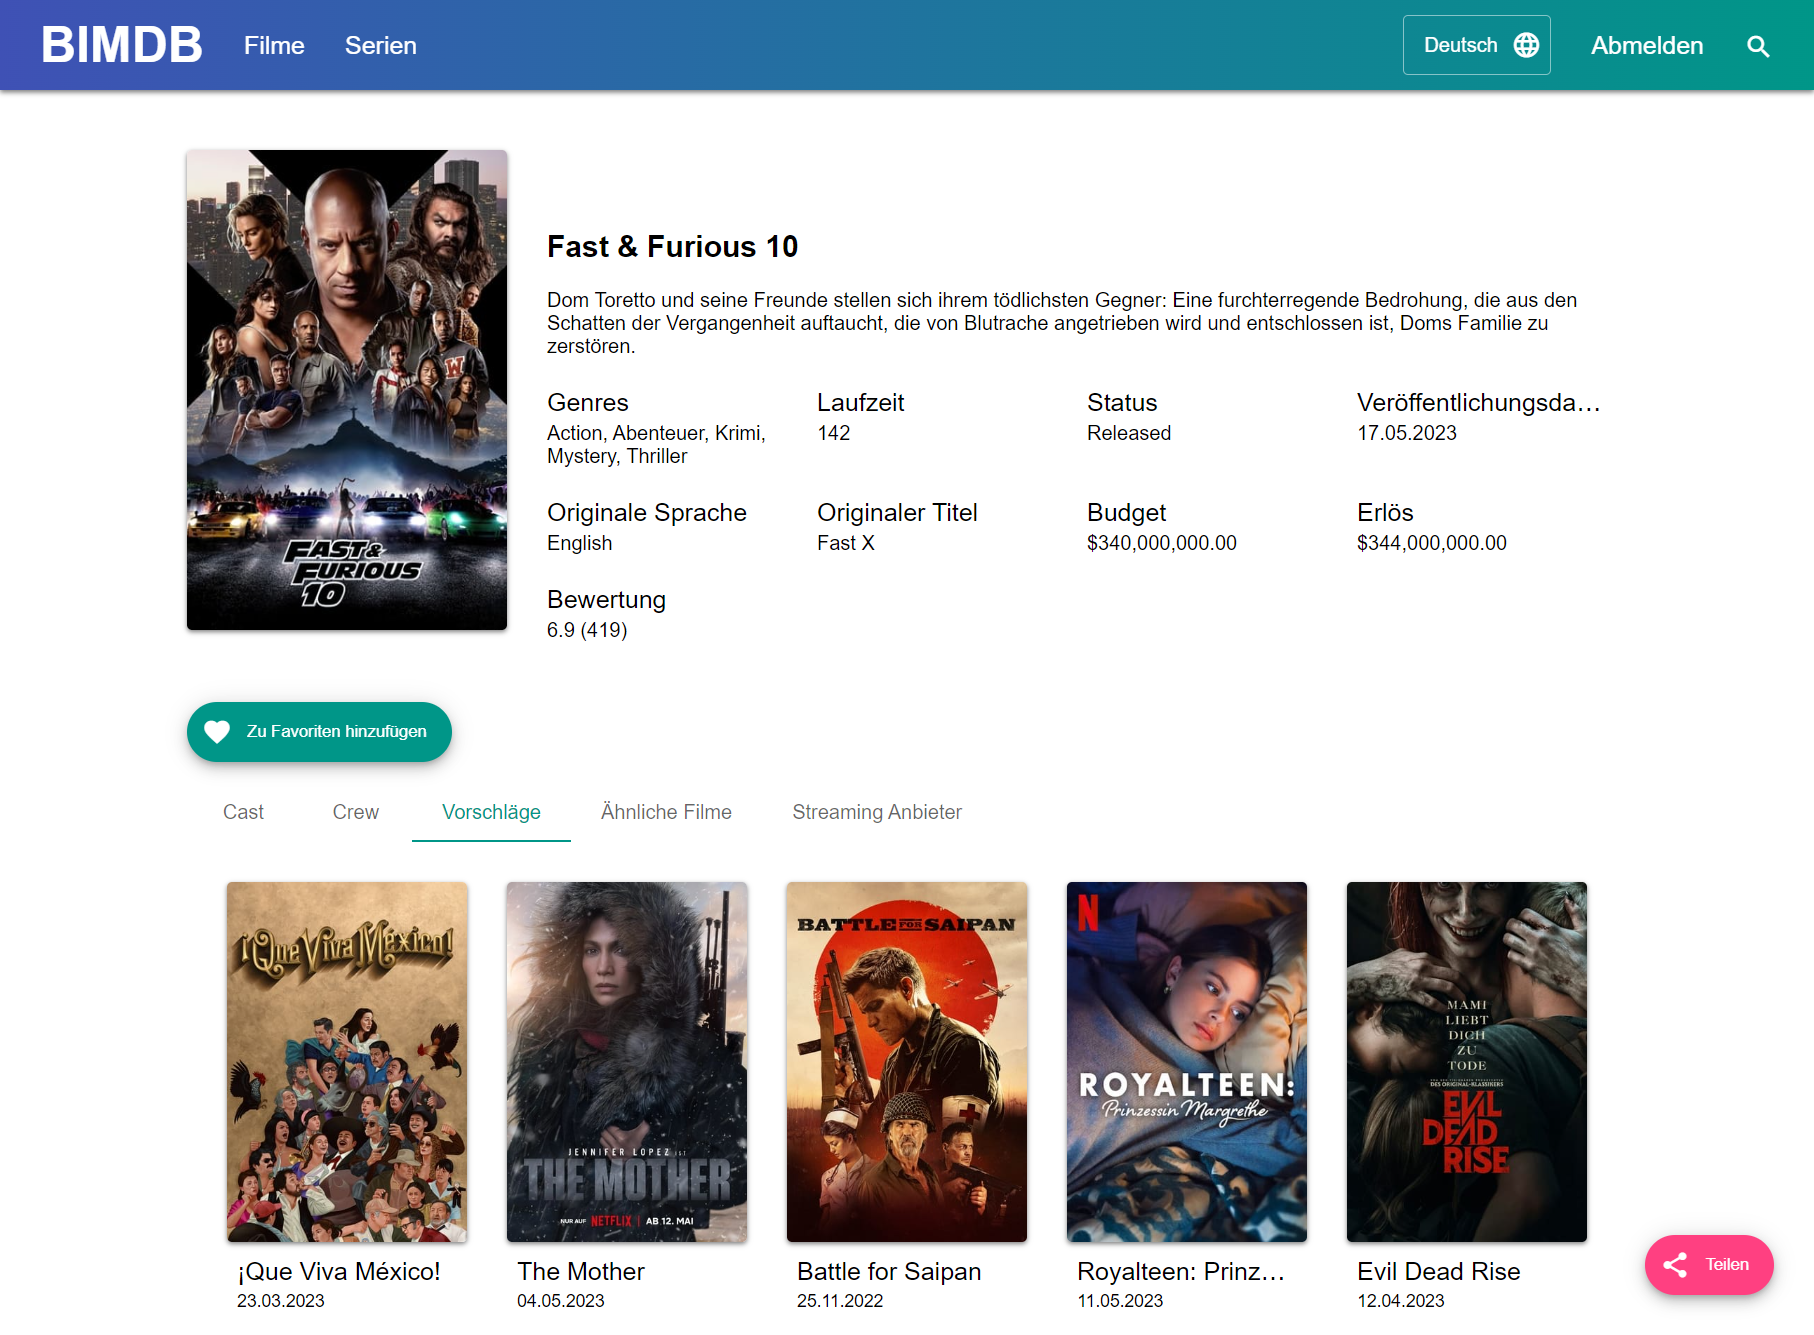 BIMDB
Filme
Serien
Deutsch
Abmelden
Fast & Furious 10
Dom Toretto und seine Freunde stellen sich ihrem tödlichsten Gegner: Eine furchterregende Bedrohung, die aus den
Schatten der Vergangenheit auftaucht, die von Blutrache angetrieben wird und entschlossen ist, Doms Familie zu
zerstören.
Genres
Action, Abenteuer, Krimi,
Mystery, Thriller
Laufzeit
142
Status
Released
Veröffentlichungsda…
17.05.2023
Originale Sprache
English
Originaler Titel
Fast X
Budget
$340,000,000.00
Erlös
$344,000,000.00
Bewertung
6.9 (419)
W
FAST &
FURIOUS
10
Zu Favoriten hinzufügen
Cast
Crew
Vorschläge
Ähnliche Filme
Streaming Anbieter
¡Que Viva México!
¡Que Viva México!
23.03.2023
JENNIFER LOPEZ IST
THE MOTHER
NUR AUF NETFLIX | AB 12. MAI
The Mother
04.05.2023
BATTLE FOR SAIPAN
Battle for Saipan
25.11.2022
N
ROYALTEEN:
Prinzessin Margrethe
Royalteen: Prinz…
11.05.2023
MAMI
LIEBT
DICH
ZU
TODE
DES ORIGINAL-KLASSIKERS
EVIL
DEAD
RISE
Evil Dead Rise
12.04.2023
Teilen